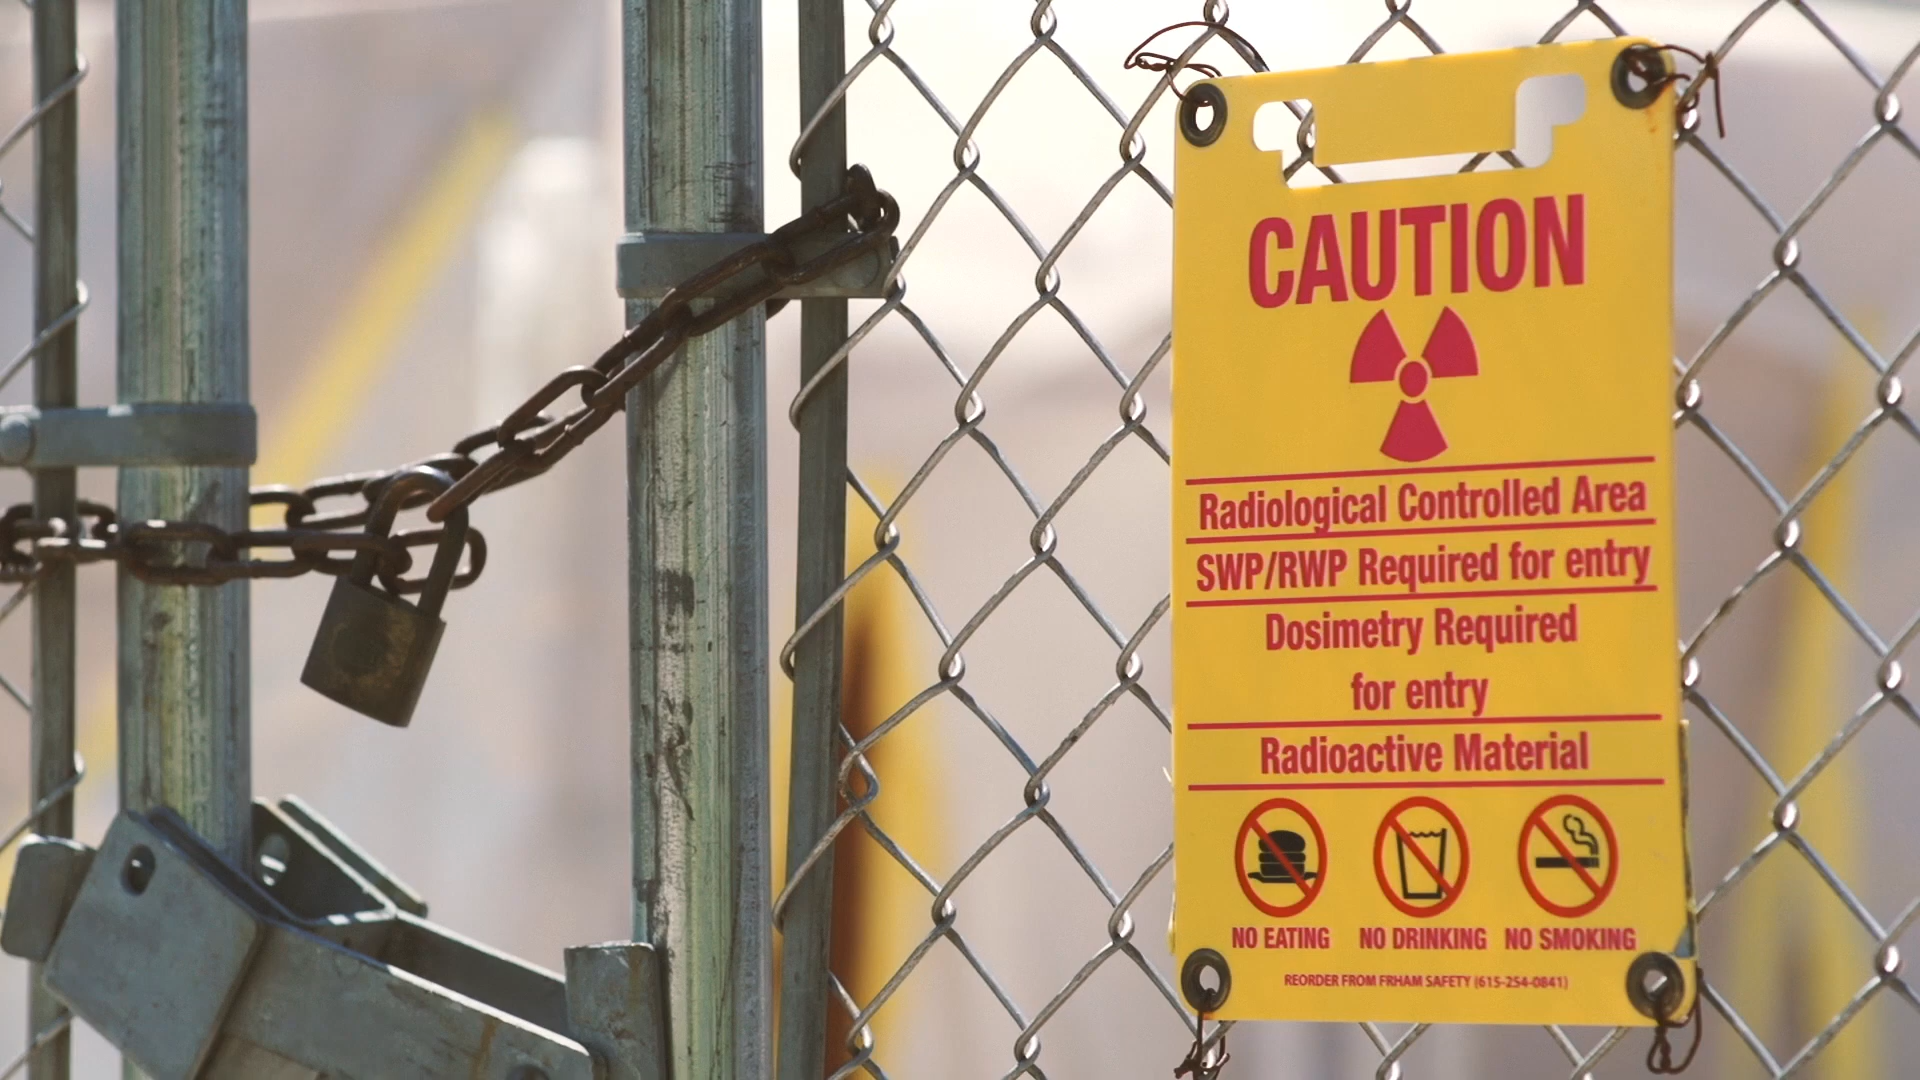 CAUTION
Radiological Controlled Area
SWP/RWP Required for entry
Dosimetry Required
for entry
Radioactive Material
NO EATING NO DRINKING NO SMOKING
REORDER FROM FRHAM SAFETY (615-254-0841)